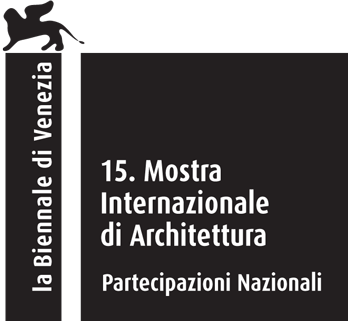 la Biennale di Venezia
15. Mostra
Internazionale
di Architettura
Partecipazioni Nazionali